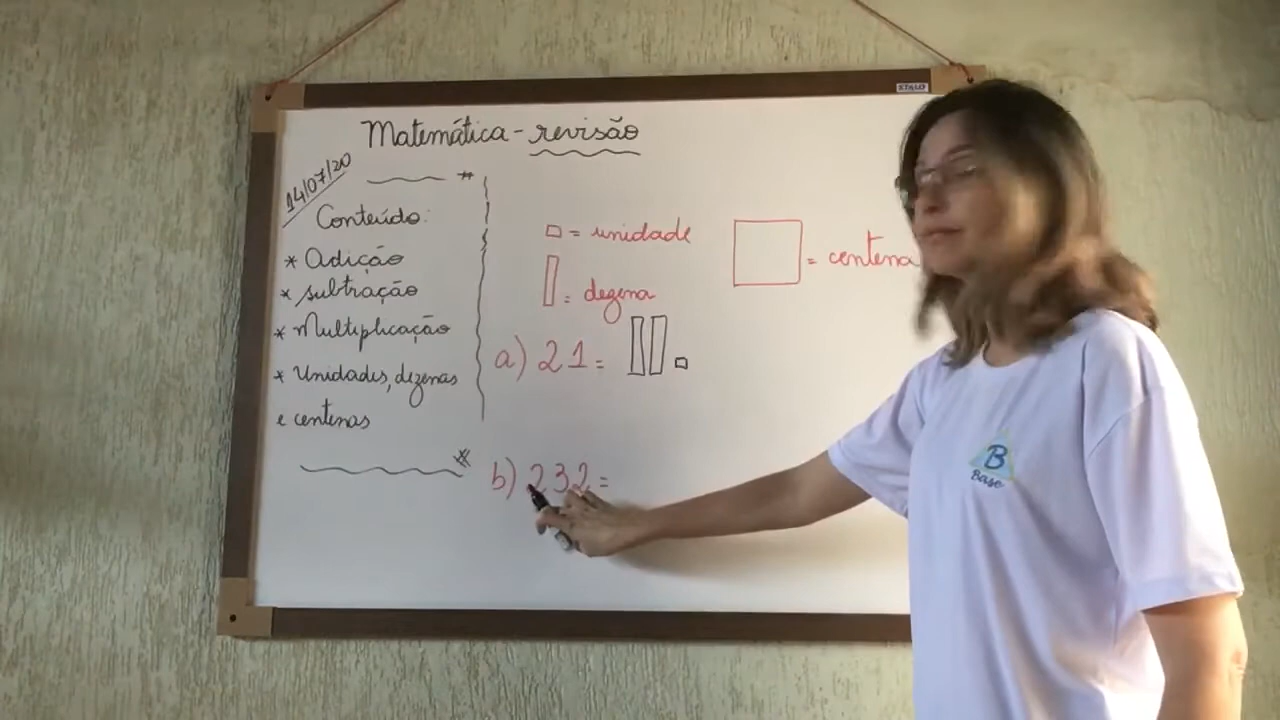 STALO
Matemática - revisão
14/07/20
Conteúdo:
* Adição
* subtração
* Multiplicação
* Unidades, dezenas
e centenas
= unidade
= dezena
= centena
a) 21 =
b) 232 =
B
Base